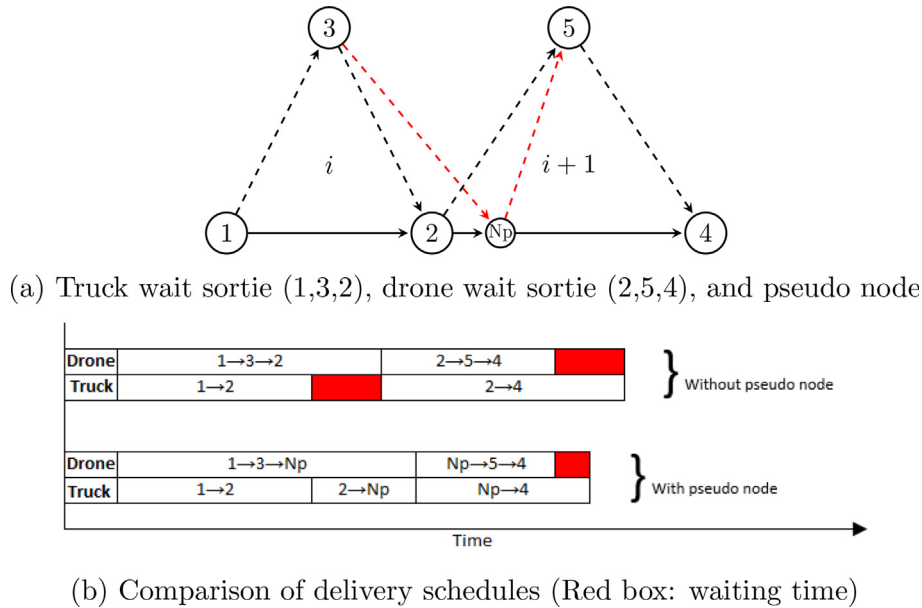 3
5
i
i + 1
1
2
Np
4
(a) Truck wait sortie (1,3,2), drone wait sortie (2,5,4), and pseudo node
Drone 1→3→2 2→5→4
Truck 1→2 2→4
} Without pseudo node
Drone 1→3→Np Np→5→4
Truck 1→2 2→Np Np→4
} With pseudo node
Time
(b) Comparison of delivery schedules (Red box: waiting time)